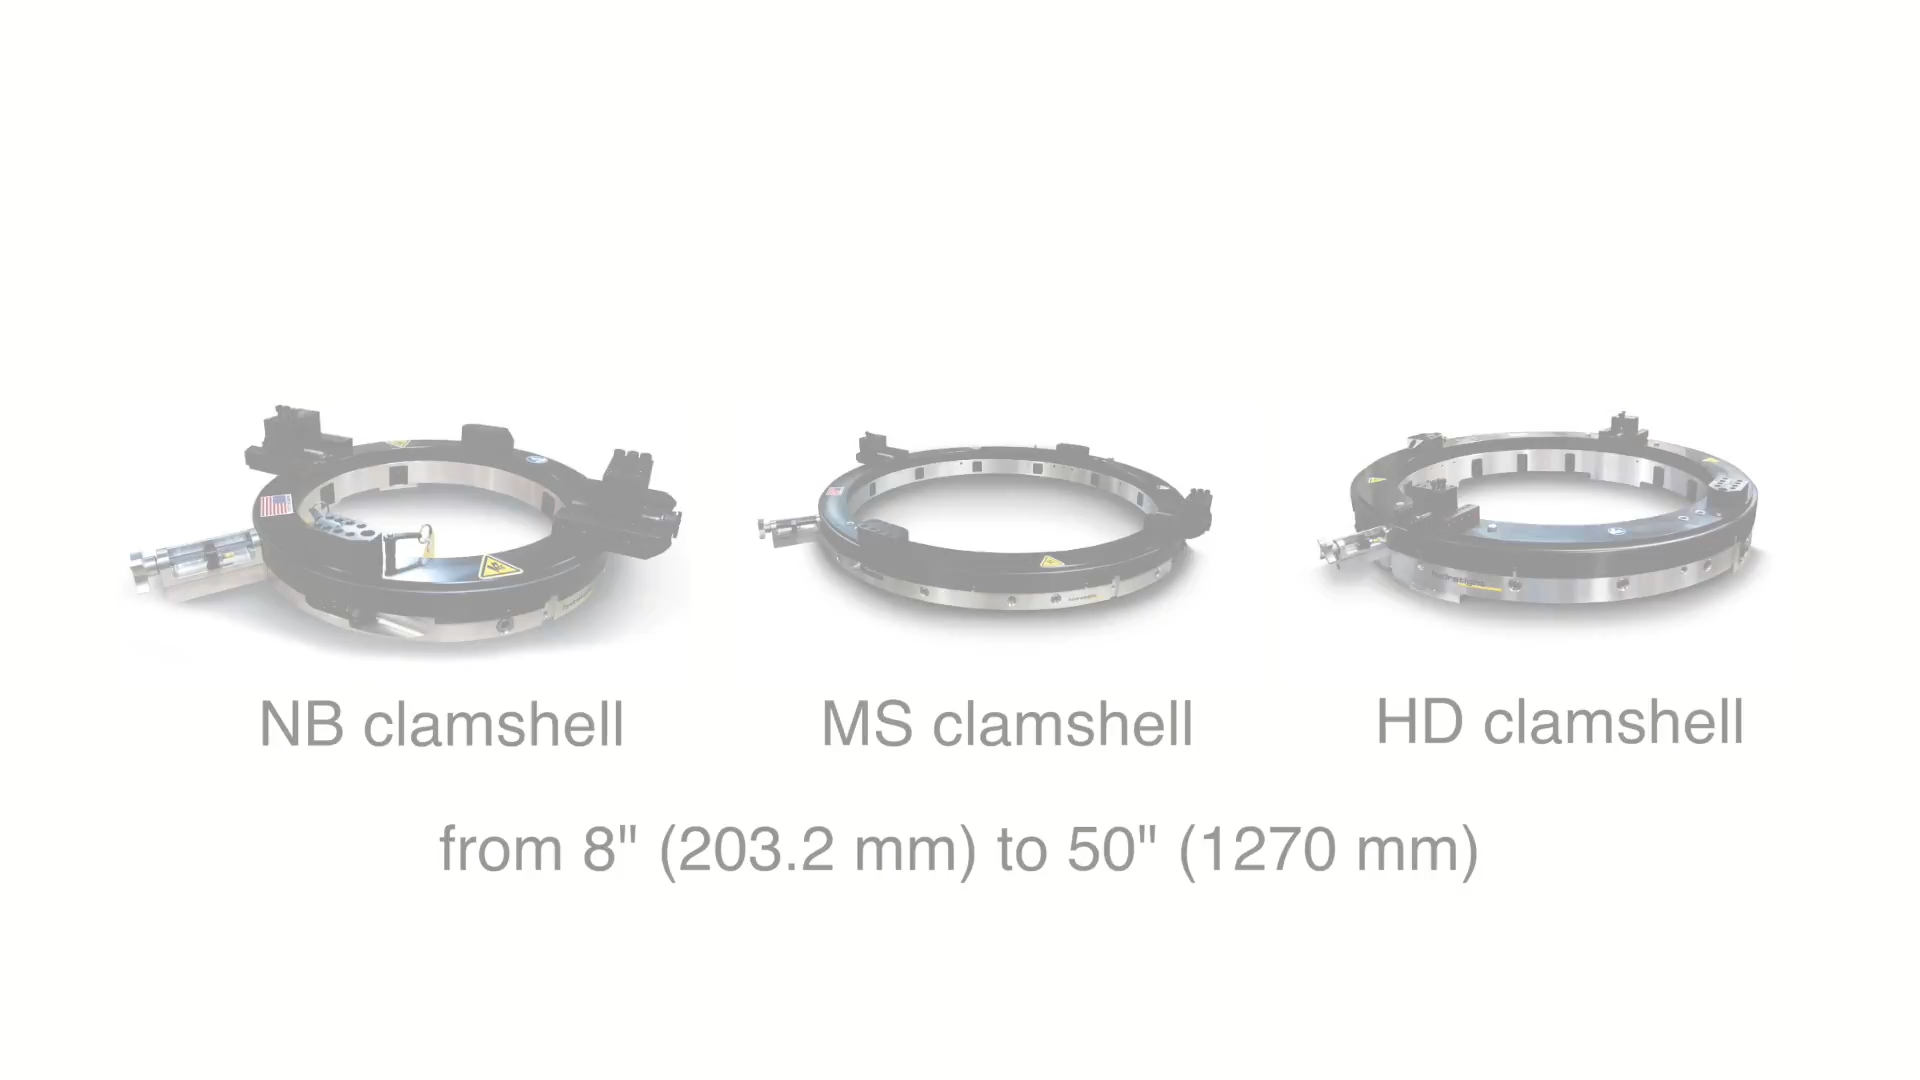 NB clamshell
MS clamshell
HD clamshell
from 8" (203.2 mm) to 50" (1270 mm)